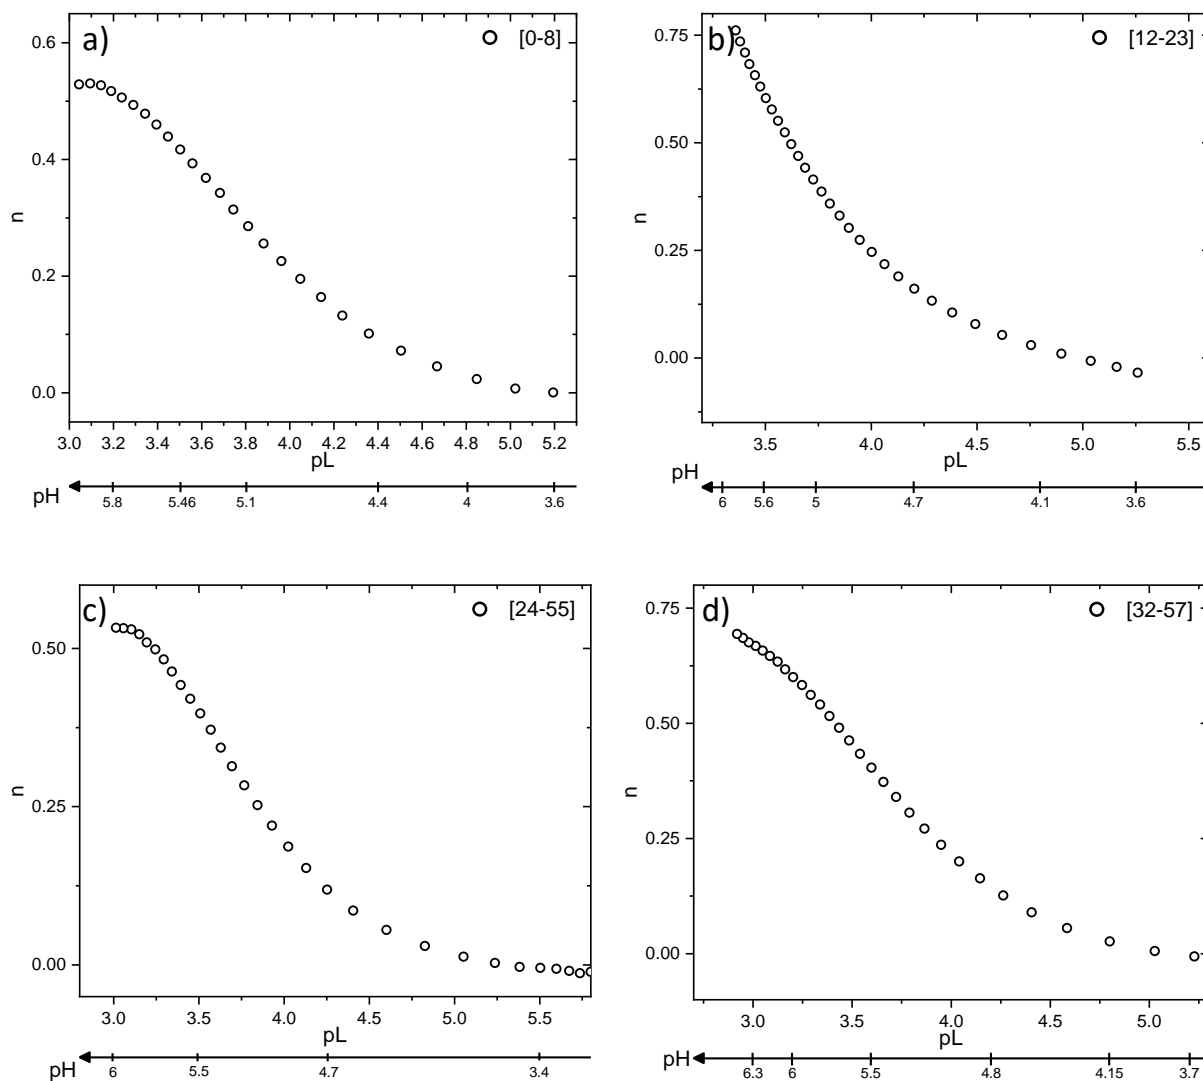 a)
[0-8]
0.6
0.4
0.2
0.0
n
3.0 3.2 3.4 3.6 3.8 4.0 4.2 4.4 4.6 4.8 5.0 5.2
pL
pH
5.8 5.46 5.1 4.4 4 3.6
b)
[12-23]
0.75
0.50
0.25
0.00
n
3.5 4.0 4.5 5.0 5.5
pL
pH
6 5.6 5 4.7 4.1 3.6
c)
[24-55]
0.50
0.25
0.00
n
3.0 3.5 4.0 4.5 5.0 5.5
pL
pH
6 5.5 4.7 3.4
d)
[32-57]
0.75
0.50
0.25
0.00
n
3.0 3.5 4.0 4.5 5.0
pL
pH
6.3 6 5.5 4.8 4.15 3.7